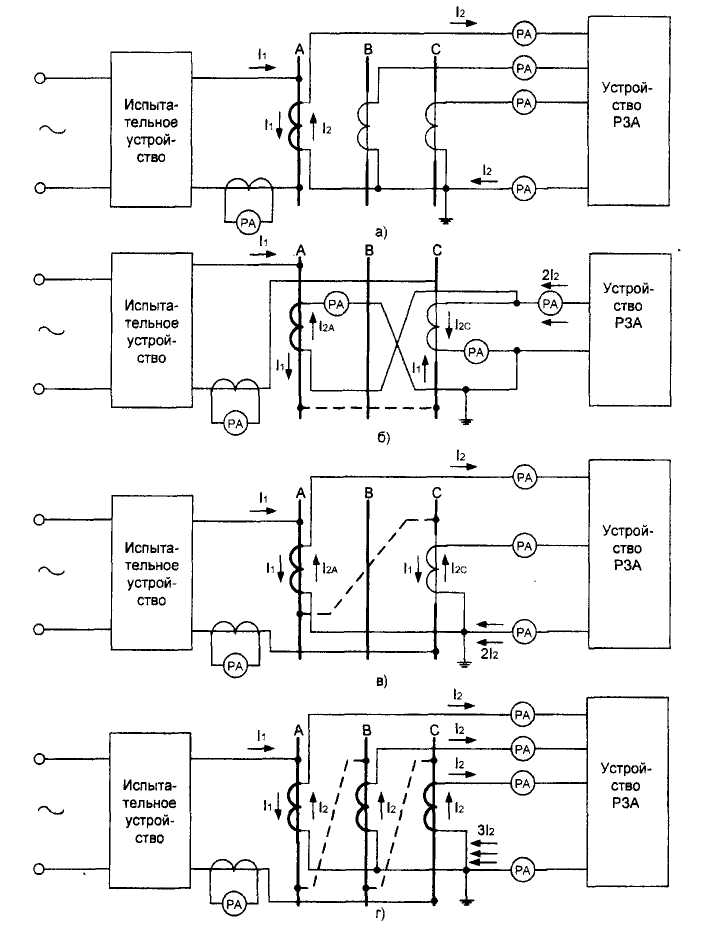 I2
A
B
C
PA
I1
PA
Испыта-
тельное
устрой-
ство
Устрой-
ство
РЗА
PA
I1
I2
I2
PA
PA
а)
I1
A
B
C
2I2
Устрой-
ство
РЗА
Испыта-
тельное
устрой-
ство
PA
PA
I2A
I2C
PA
I1
I1
PA
б)
I2
PA
A
B
C
I1
Испыта-
тельное
устрой-
ство
PA
Устрой-
ство
РЗА
I1
I2A
I1
I2C
PA
2I2
PA
в)
I2
PA
I2
A
B
C
PA
I1
I2
PA
Испыта-
тельное
устрой-
ство
Устрой-
ство
РЗА
I1
I2
I2
I2
3I2
PA
PA
г)